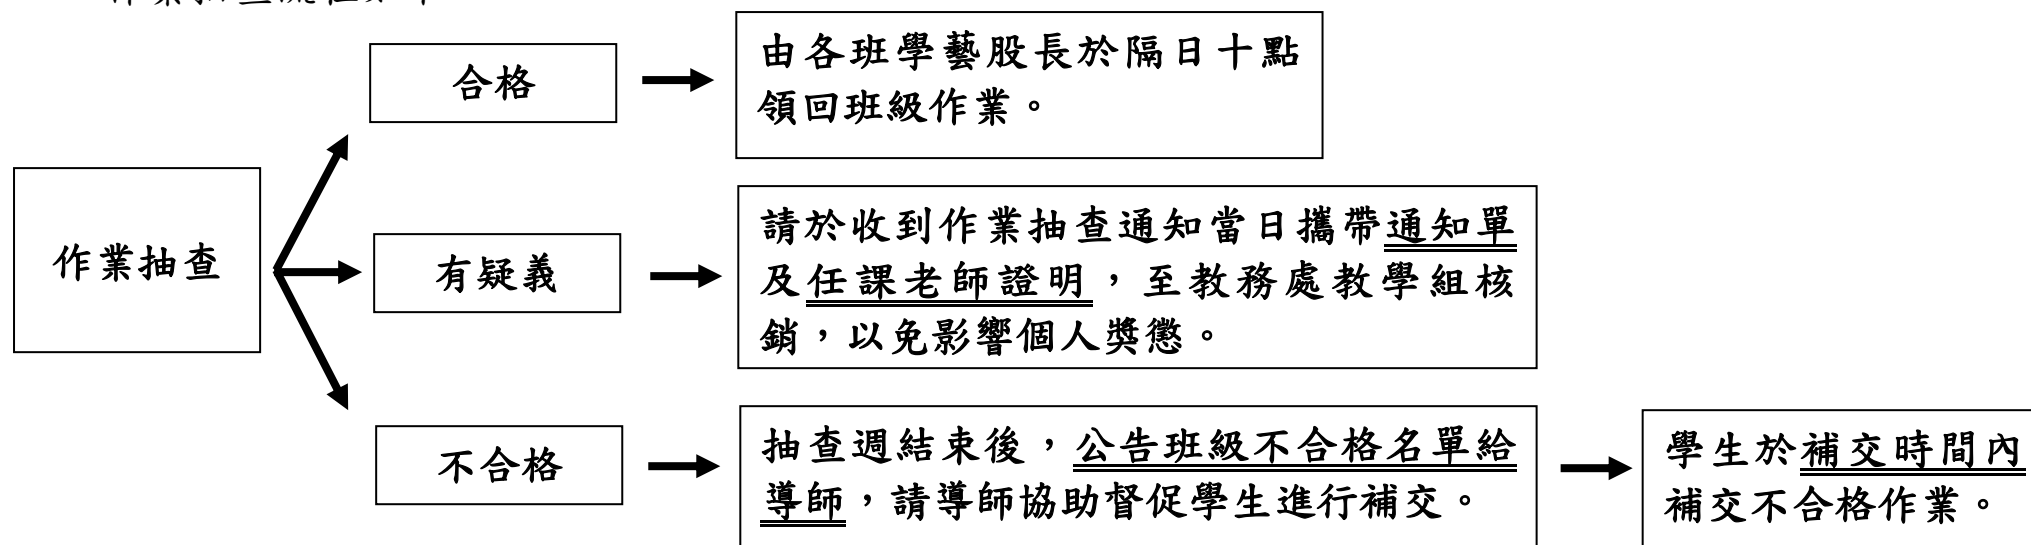 作業抽查
合格
由各班學藝股長於隔日十點
領回班級作業。
有疑義
請於收到作業抽查通知當日攜帶通知單
及任課老師證明，至教務處教學組核
銷，以免影響個人獎懲。
不合格
抽查週結束後，公告班級不合格名單給
導師，請導師協助督促學生進行補交。
學生於補交時間內
補交不合格作業。